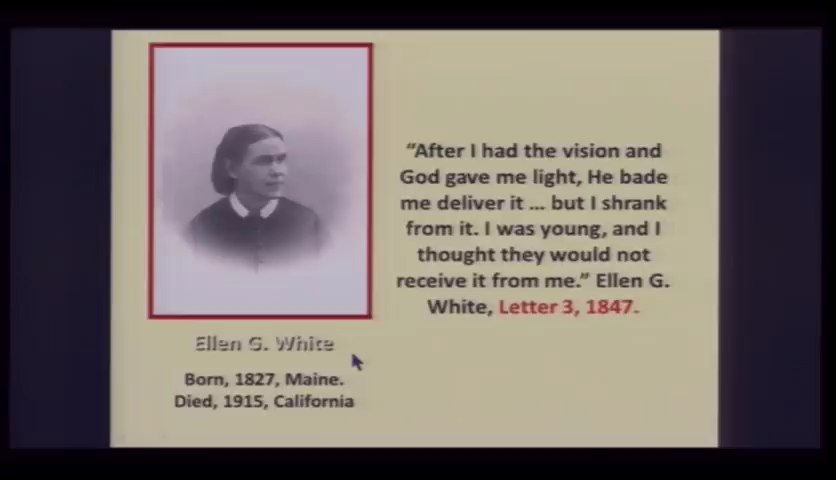 “After I had the vision and
God gave me light, He bade
me deliver it ... but I shrank
from it. I was young, and I
thought they would not
receive it from me.” Ellen G.
White, Letter 3, 1847.
Ellen G. White
Born, 1827, Maine.
Died, 1915, California